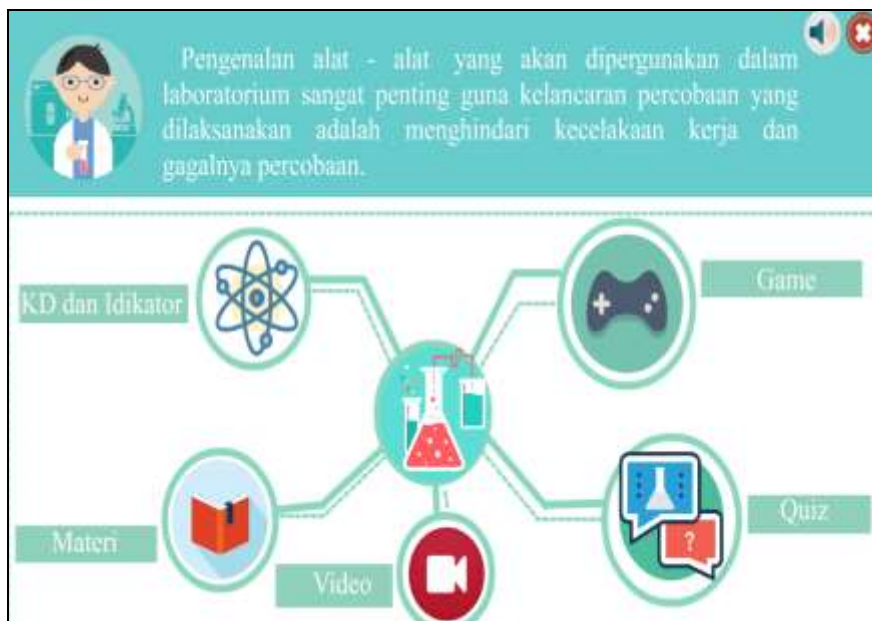 Pengenalan alat - alat yang akan dipergunakan dalam
laboratorium sangat penting guna kelancaran percobaan yang
dilaksanakan adalah menghindari kecelakaan kerja dan
gagalnya percobaan.
KD dan Idikator
Game
Materi
Video
Quiz
?